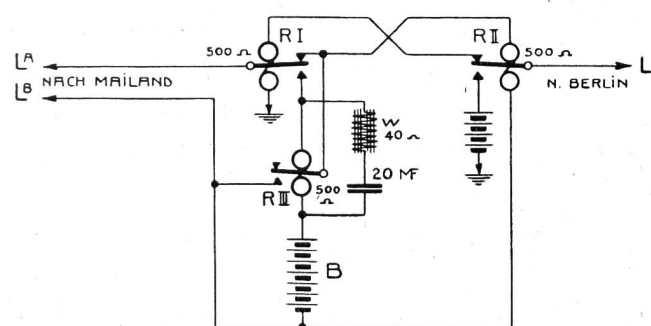 R I
R II
500 Ω
500 Ω
L^A
L
NACH MAILAND
N. BERLIN
L^B
W
40 Ω
20 MF
R III
500 Ω
B